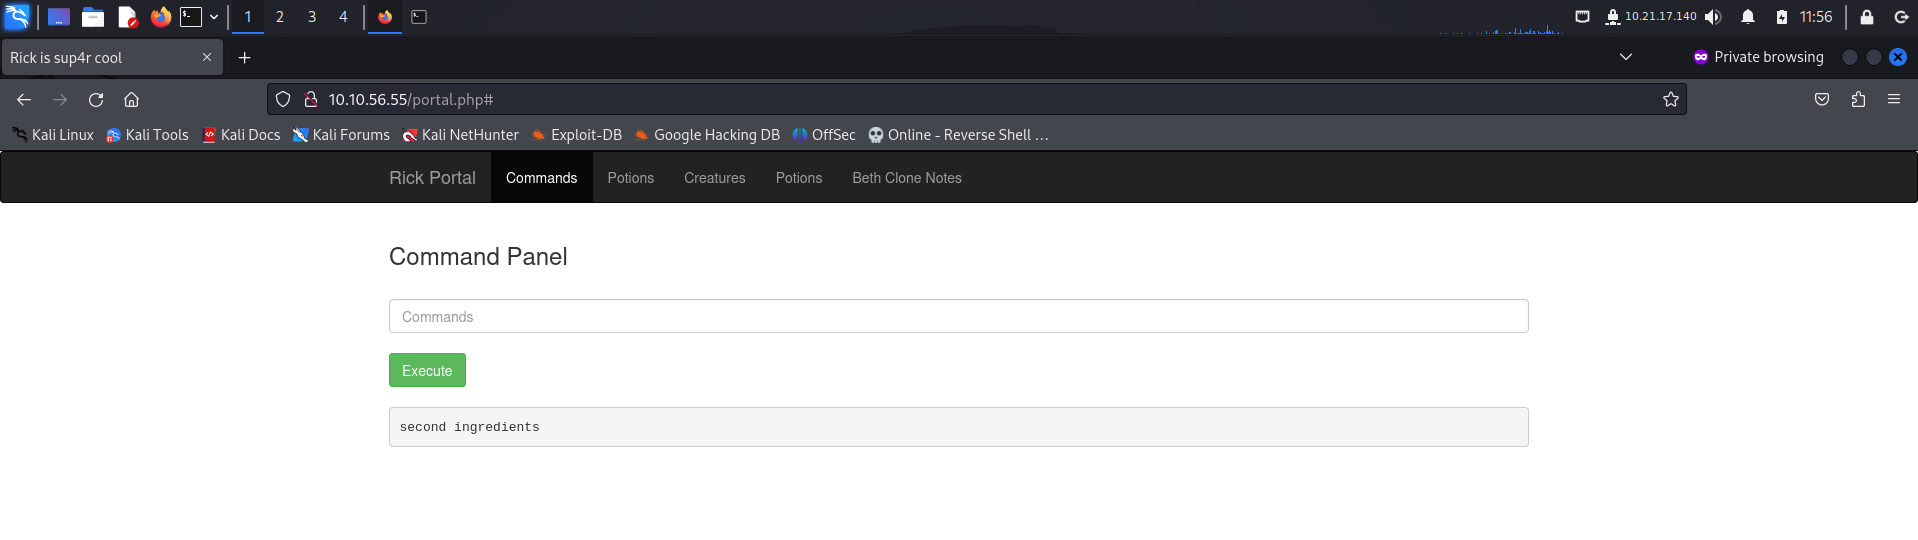 1 2 3 4 10.21.17.140 11:56
Rick is sup4r cool Private browsing
10.10.56.55/portal.php#
Kali Linux Kali Tools Kali Docs Kali Forums Kali NetHunter Exploit-DB Google Hacking DB OffSec Online - Reverse Shell ...
Rick Portal Commands Potions Creatures Potions Beth Clone Notes
Command Panel
Commands
Execute
second ingredients